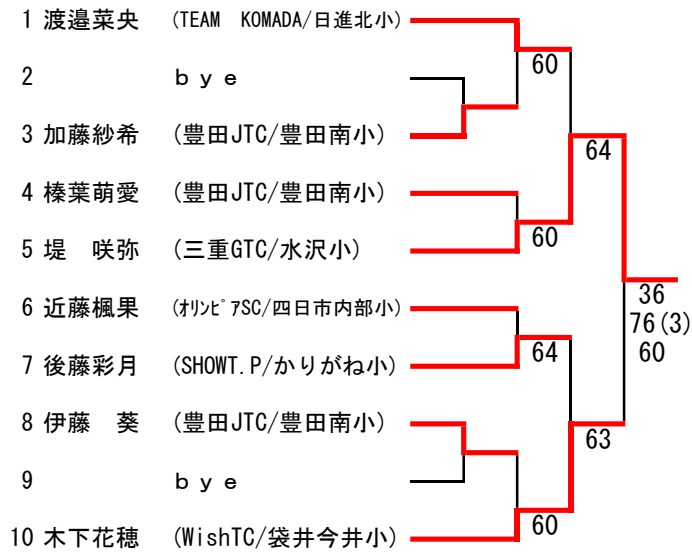 1 渡邉菜央 (TEAM KOMADA/日進北小)
60
2 bye
3 加藤紗希 (豊田JTC/豊田南小)
64
4 榛葉萌愛 (豊田JTC/豊田南小)
60
5 堤 咲弥 (三重GTC/水沢小)
36
76(3)
60
6 近藤楓果 (ｵﾘﾝﾋﾟｱSC/四日市内部小)
64
7 後藤彩月 (SHOWT.P/かりがね小)
8 伊藤 葵 (豊田JTC/豊田南小)
63
9 bye
60
10 木下花穂 (WishTC/袋井今井小)